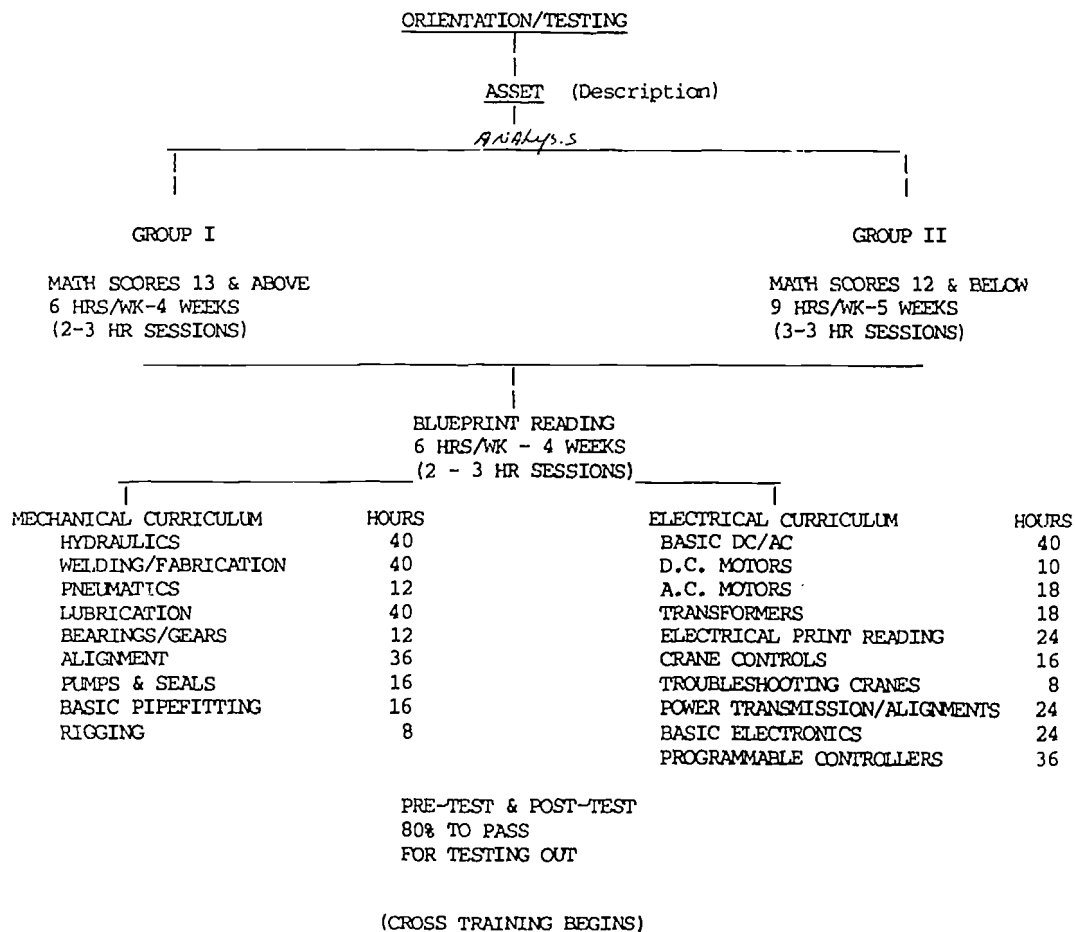 ORIENTATION/TESTING
ASSET (Description)
ANALYS.S
GROUP I
MATH SCORES 13 & ABOVE
6 HRS/WK-4 WEEKS
(2-3 HR SESSIONS)
GROUP II
MATH SCORES 12 & BELOW
9 HRS/WK-5 WEEKS
(3-3 HR SESSIONS)
BLUEPRINT READING
6 HRS/WK - 4 WEEKS
(2 - 3 HR SESSIONS)
MECHANICAL CURRICULUM HOURS
HYDRAULICS 40
WELDING/FABRICATION 40
PNEUMATICS 12
LUBRICATION 40
BEARINGS/GEARS 12
ALIGNMENT 36
PUMPS & SEALS 16
BASIC PIPEFITTING 16
RIGGING 8
ELECTRICAL CURRICULUM HOURS
BASIC DC/AC 40
D.C. MOTORS 10
A.C. MOTORS 18
TRANSFORMERS 18
ELECTRICAL PRINT READING 24
CRANE CONTROLS 16
TROUBLESHOOTING CRANES 8
POWER TRANSMISSION/ALIGNMENTS 24
BASIC ELECTRONICS 24
PROGRAMMABLE CONTROLLERS 36
PRE-TEST & POST-TEST
80% TO PASS
FOR TESTING OUT
(CROSS TRAINING BEGINS)